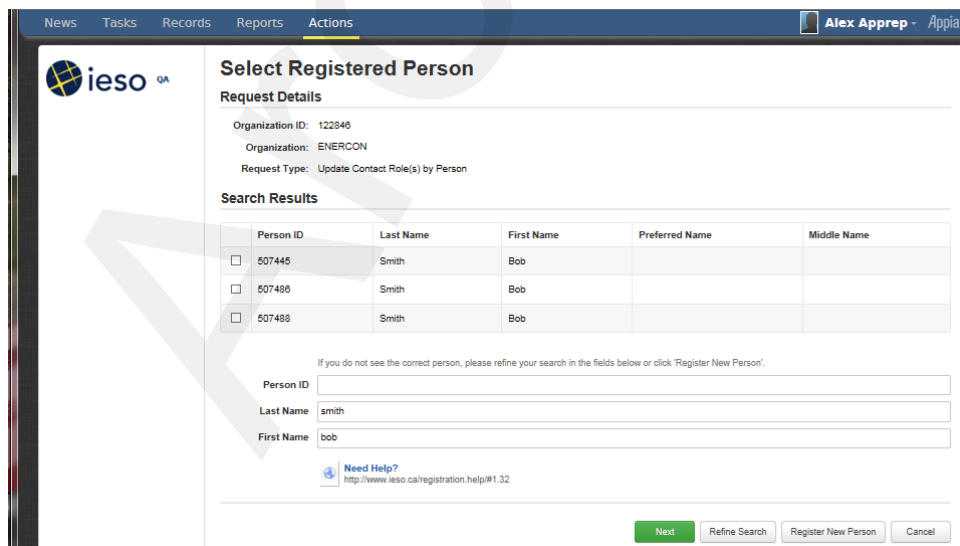 News Tasks Records Reports Actions Alex Apprep Appia
ieso QA
Select Registered Person
Request Details
Organization ID: 122846
Organization: ENERCON
Request Type: Update Contact Role(s) by Person
Search Results
Person ID Last Name First Name Preferred Name Middle Name
507445 Smith Bob
507486 Smith Bob
507488 Smith Bob
If you do not see the correct person, please refine your search in the fields below or click 'Register New Person'.
Person ID
Last Name smith
First Name bob
Need Help?
http://www.ieso.ca/registration.help/#1.32
Next Refine Search Register New Person Cancel